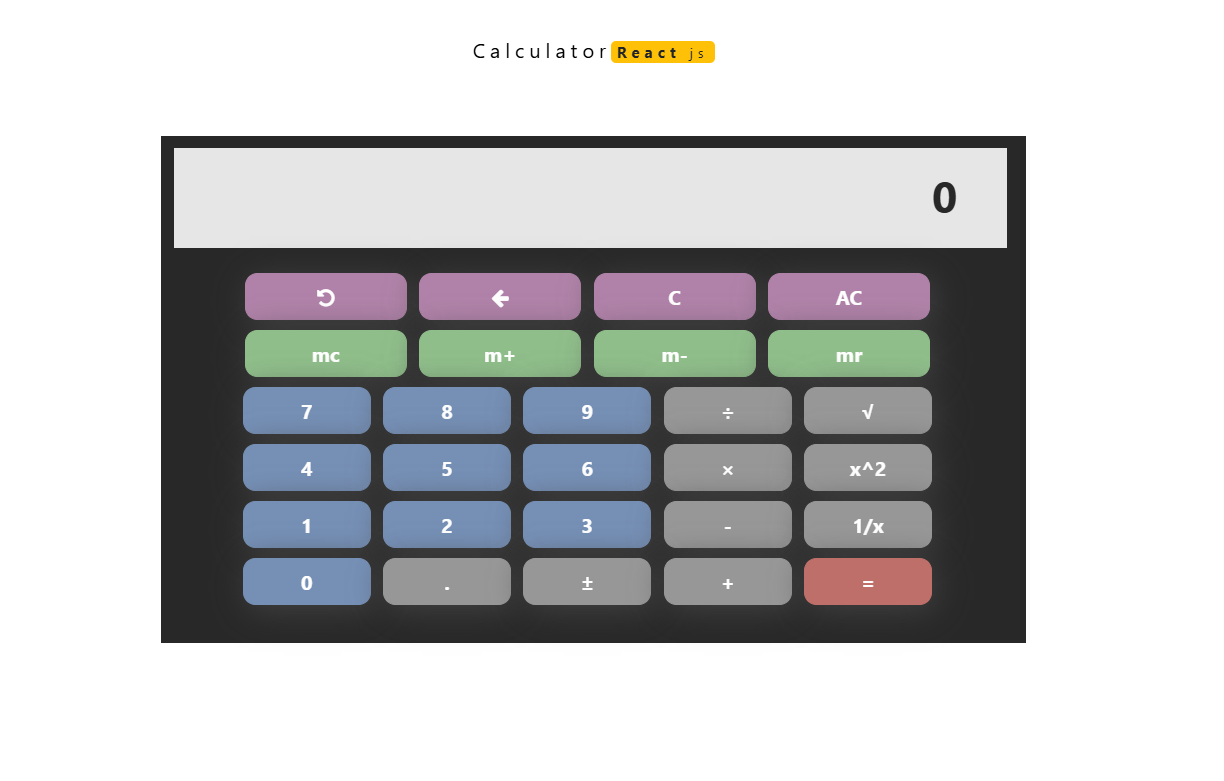 Calculator React js
0
C AC
mc m+ m- mr
7 8 9 ÷ √
4 5 6 × x^2
1 2 3 - 1/x
0 . ± + =